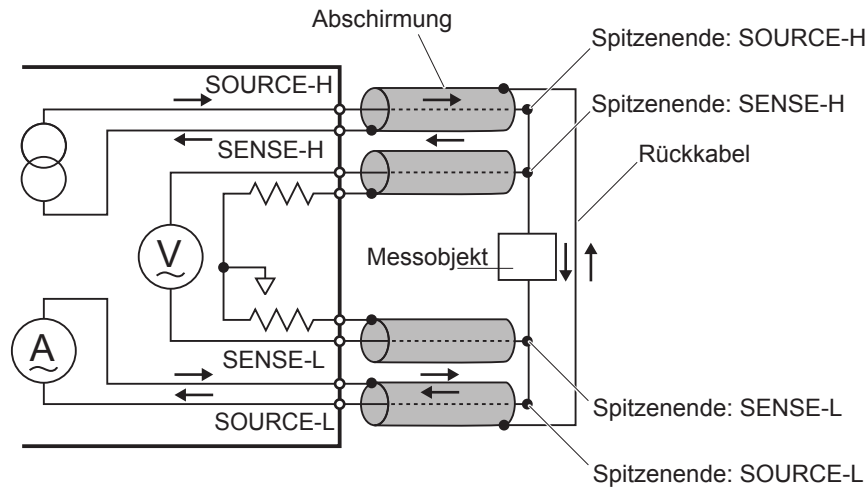 Abschirmung
Spitzenende: SOURCE-H
SOURCE-H
Spitzenende: SENSE-H
SENSE-H
Rückkabel
V
Messobjekt
A
SENSE-L
SOURCE-L
Spitzenende: SENSE-L
Spitzenende: SOURCE-L